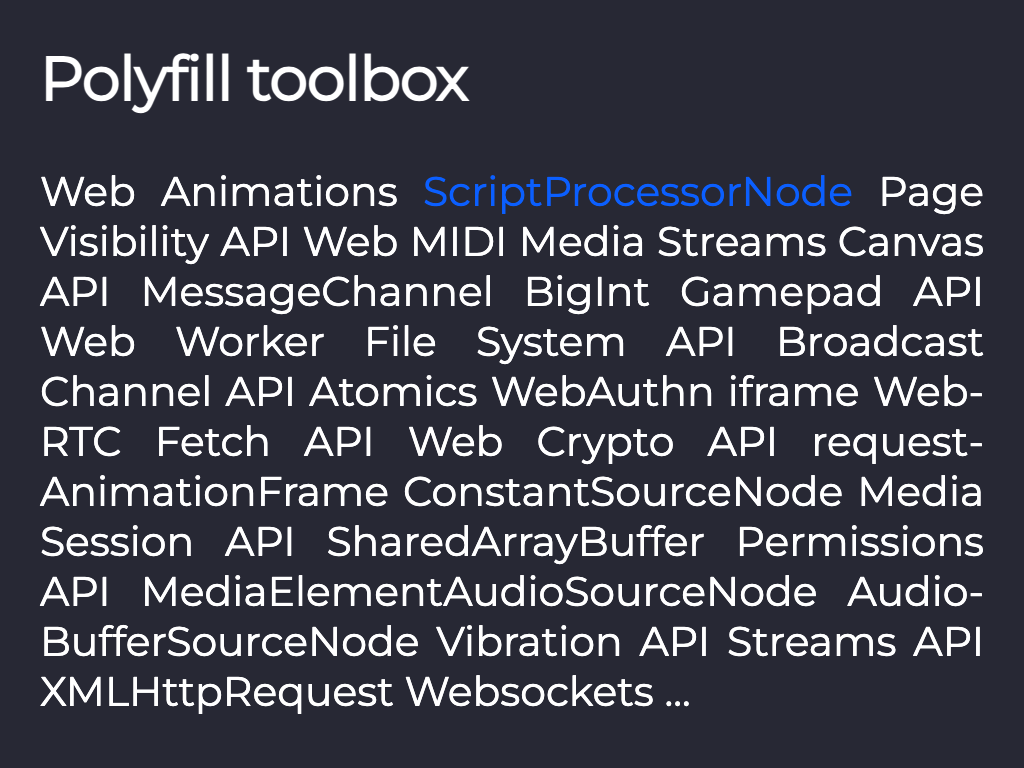 Polyfill toolbox
Web Animations ScriptProcessorNode Page
Visibility API Web MIDI Media Streams Canvas
API MessageChannel BigInt Gamepad API
Web Worker File System API Broadcast
Channel API Atomics WebAuthn iframe Web-
RTC Fetch API Web Crypto API request-
AnimationFrame ConstantSourceNode Media
Session API SharedArrayBuffer Permissions
API MediaElementAudioSourceNode Audio-
BufferSourceNode Vibration API Streams API
XMLHttpRequest Websockets ...